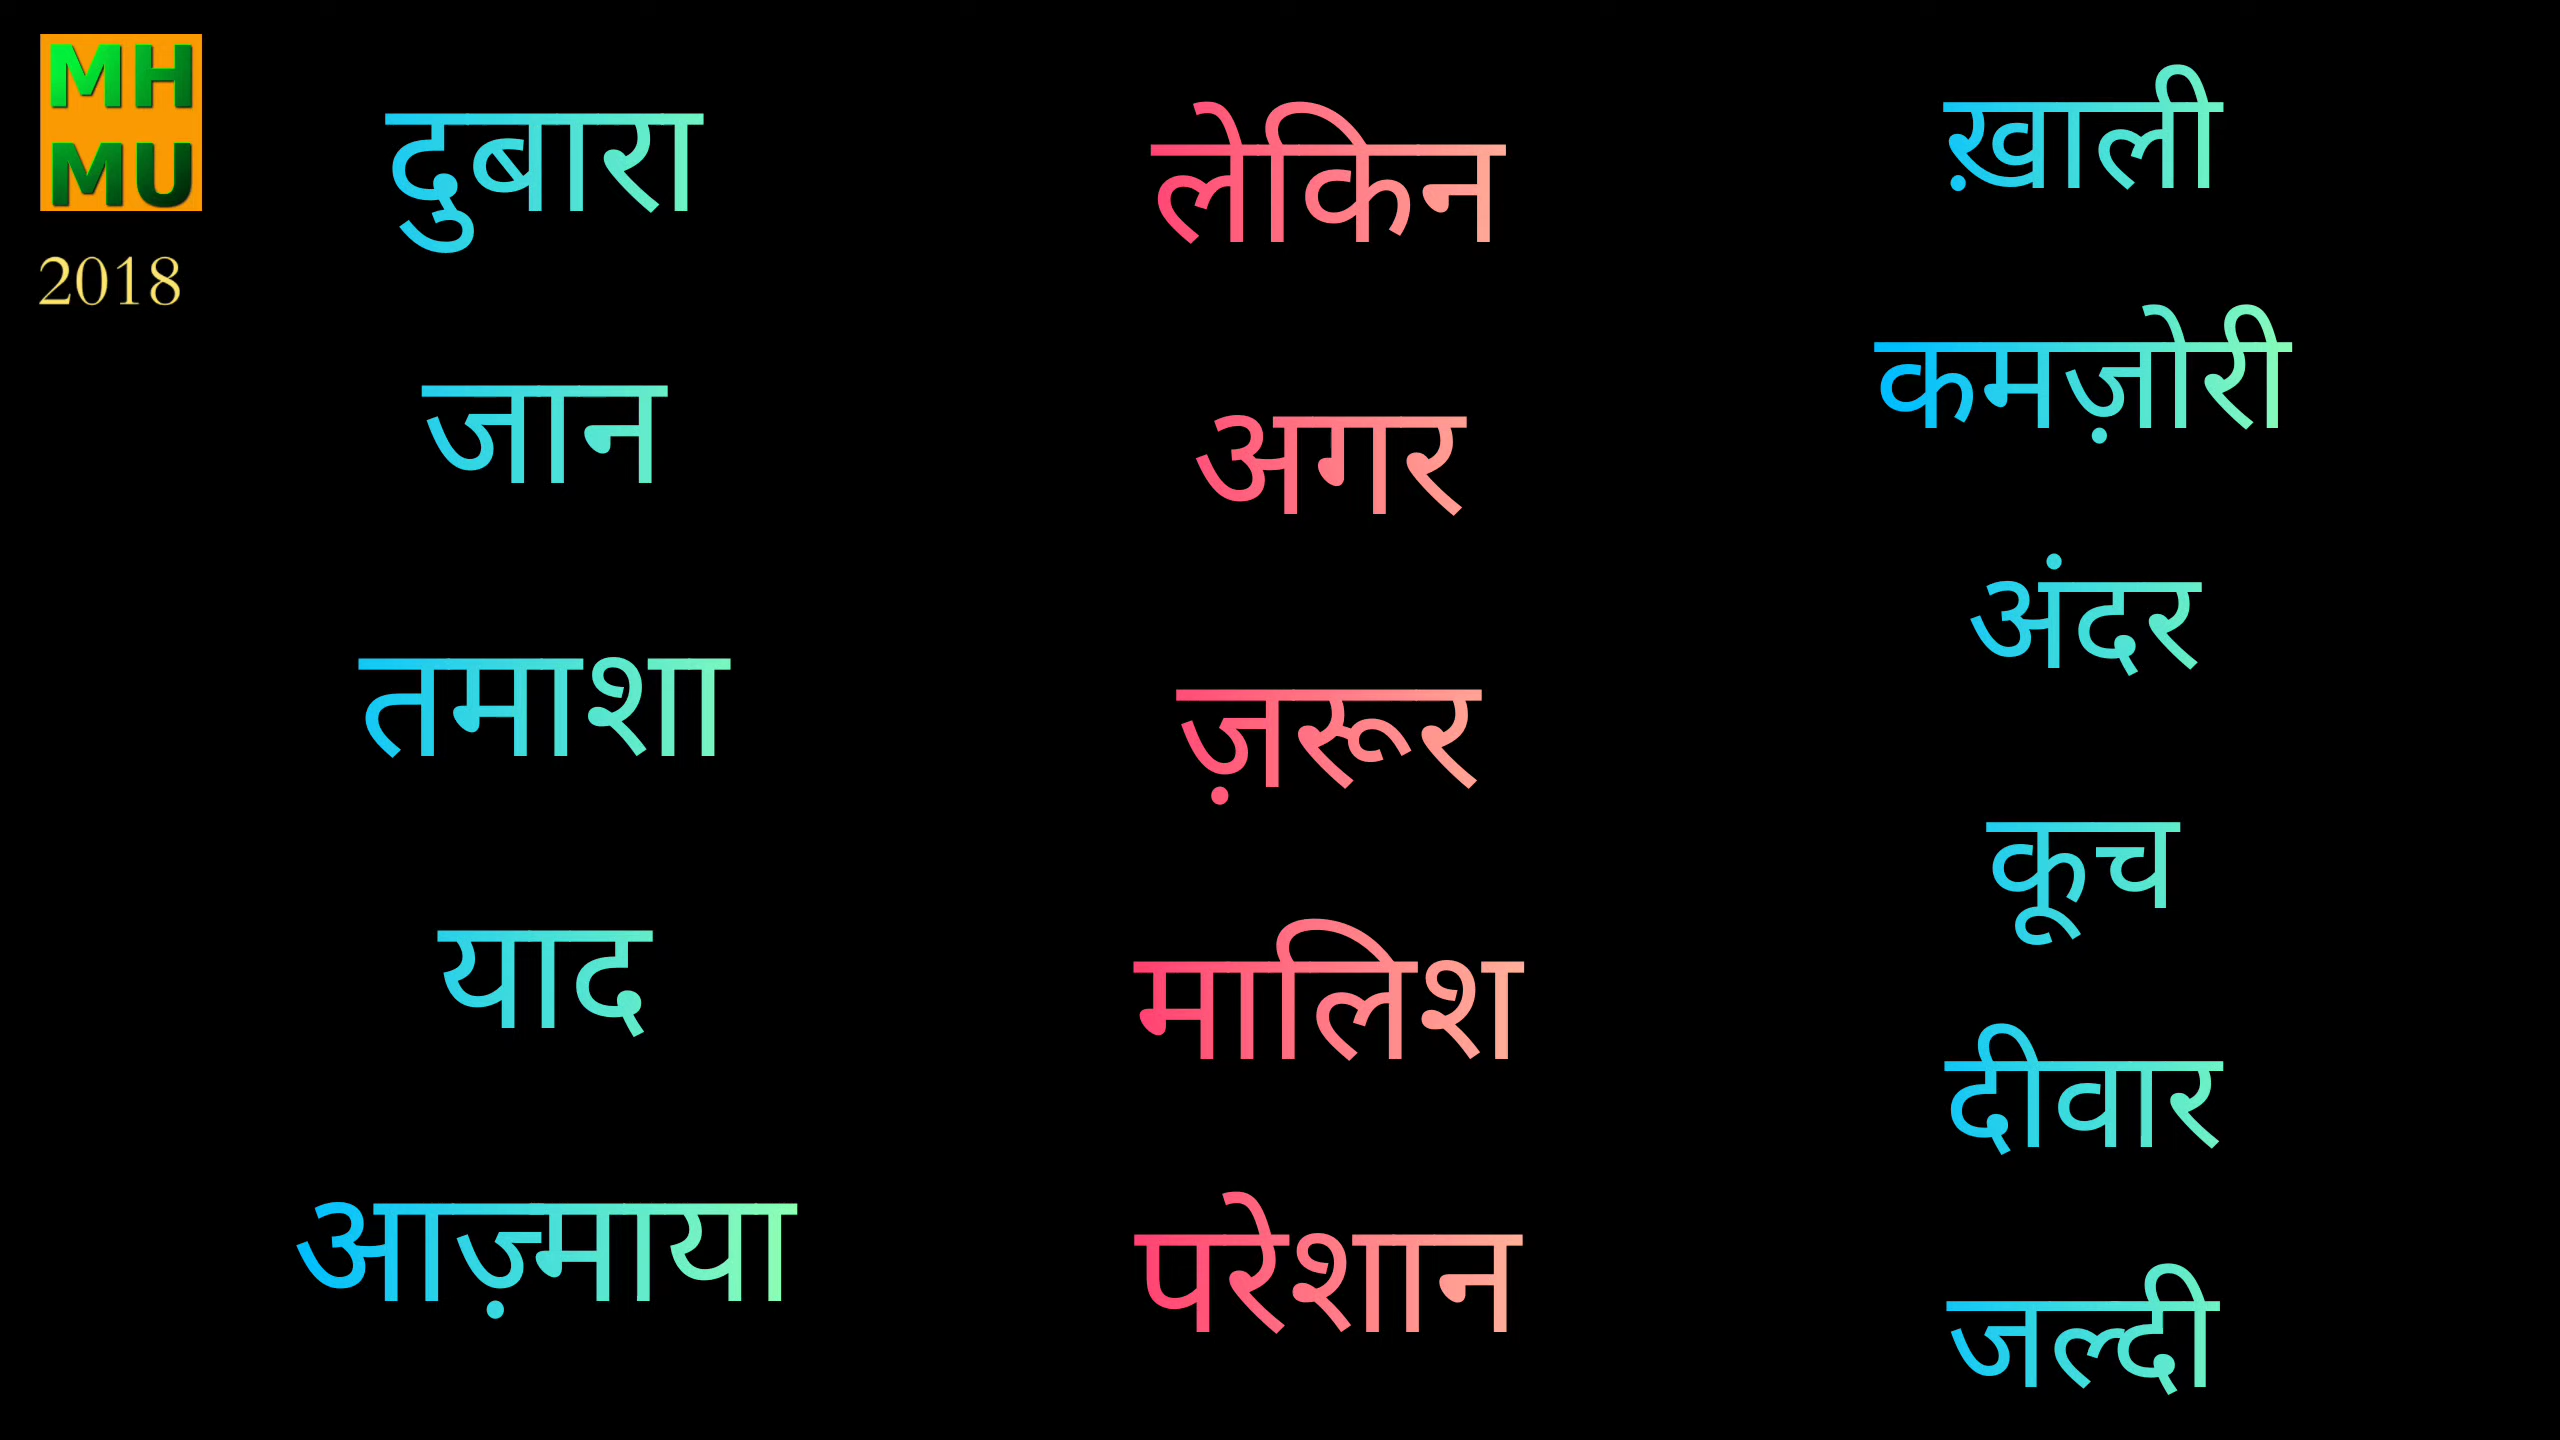 MH
MU
2018
दुबारा
जान
तमाशा
याद
आज़्माया
लेकिन
अगर
ज़रूर
मालिश
परेशान
ख़ाली
कमज़ोरी
अंदर
कूच
दीवार
जल्दी